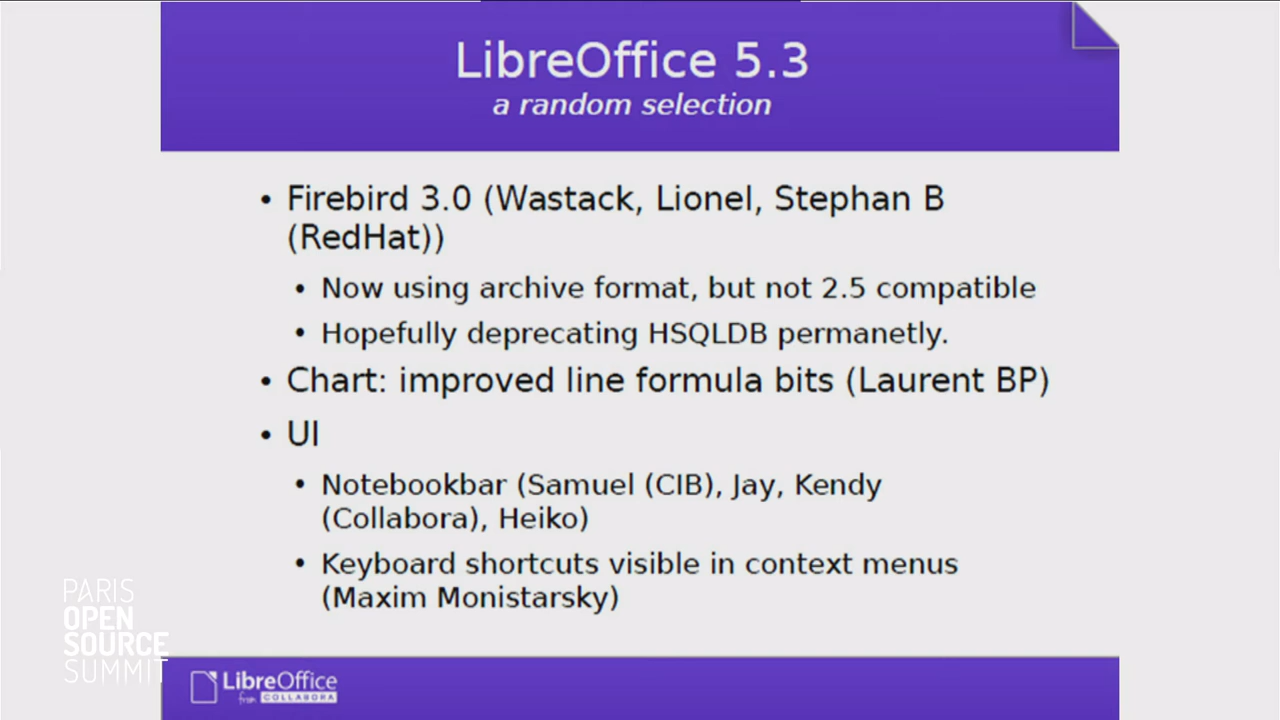 LibreOffice 5.3
a random selection
• Firebird 3.0 (Wastack, Lionel, Stephan B
(RedHat))
• Now using archive format, but not 2.5 compatible
• Hopefully deprecating HSQLDB permanetly.
• Chart: improved line formula bits (Laurent BP)
• UI
• Notebookbar (Samuel (CIB), Jay, Kendy
(Collabora), Heiko)
• Keyboard shortcuts visible in context menus
(Maxim Monistarsky)
PARIS
OPEN
SOURCE
SUMMIT
LibreOffice
from COLLABORA